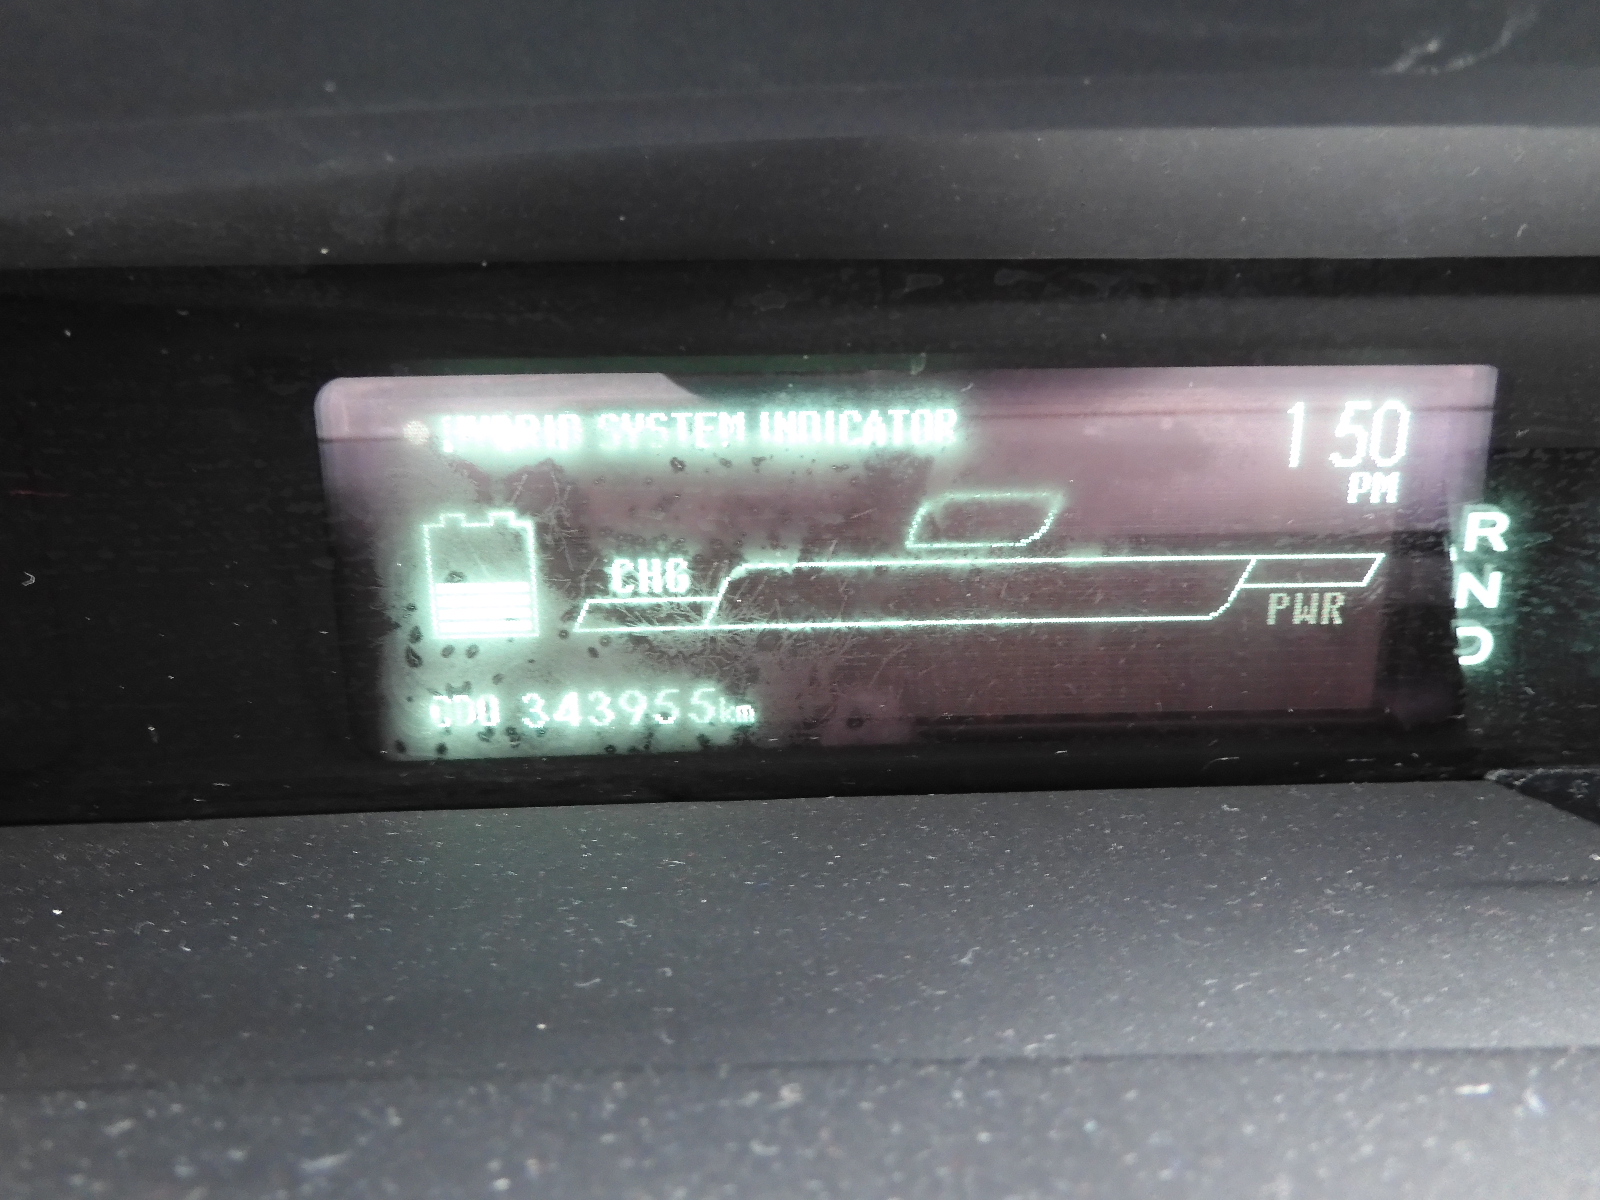 HYBRID SYSTEM INDICATOR
1:50
PM
CHG
PWR
ODO 343955km
R
N
D